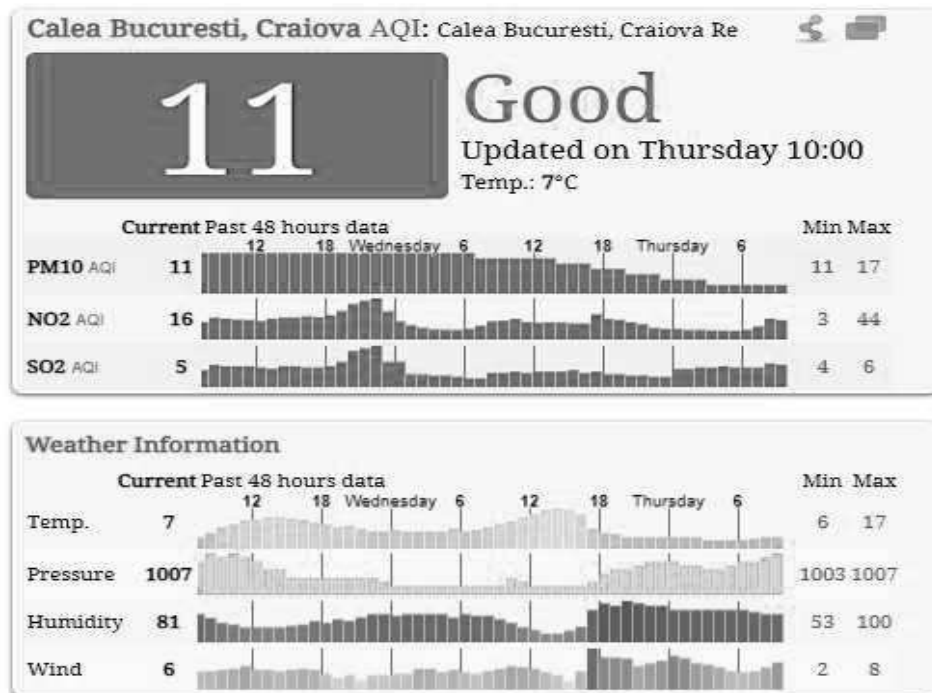 Calea Bucuresti, Craiova AQI: Calea Bucuresti, Craiova Re
11
Good
Updated on Thursday 10:00
Temp.: 7°C
Current Past 48 hours data Min Max
12 18 Wednesday 6 12 18 Thursday 6
PM10 AQI 11 11 17
NO2 AQI 16 3 44
SO2 AQI 5 4 6
Weather Information
Current Past 48 hours data Min Max
12 18 Wednesday 6 12 18 Thursday 6
Temp. 7 6 17
Pressure 1007 1003 1007
Humidity 81 53 100
Wind 6 2 8